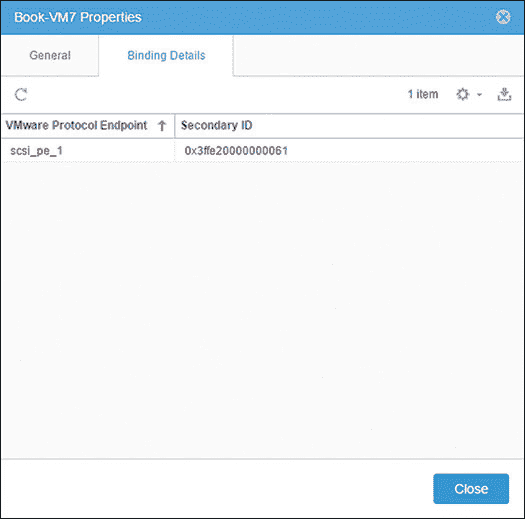 Book-VM7 Properties
General Binding Details
1 item
VMware Protocol Endpoint Secondary ID
scsi_pe_1 0x3ffe20000000061
Close